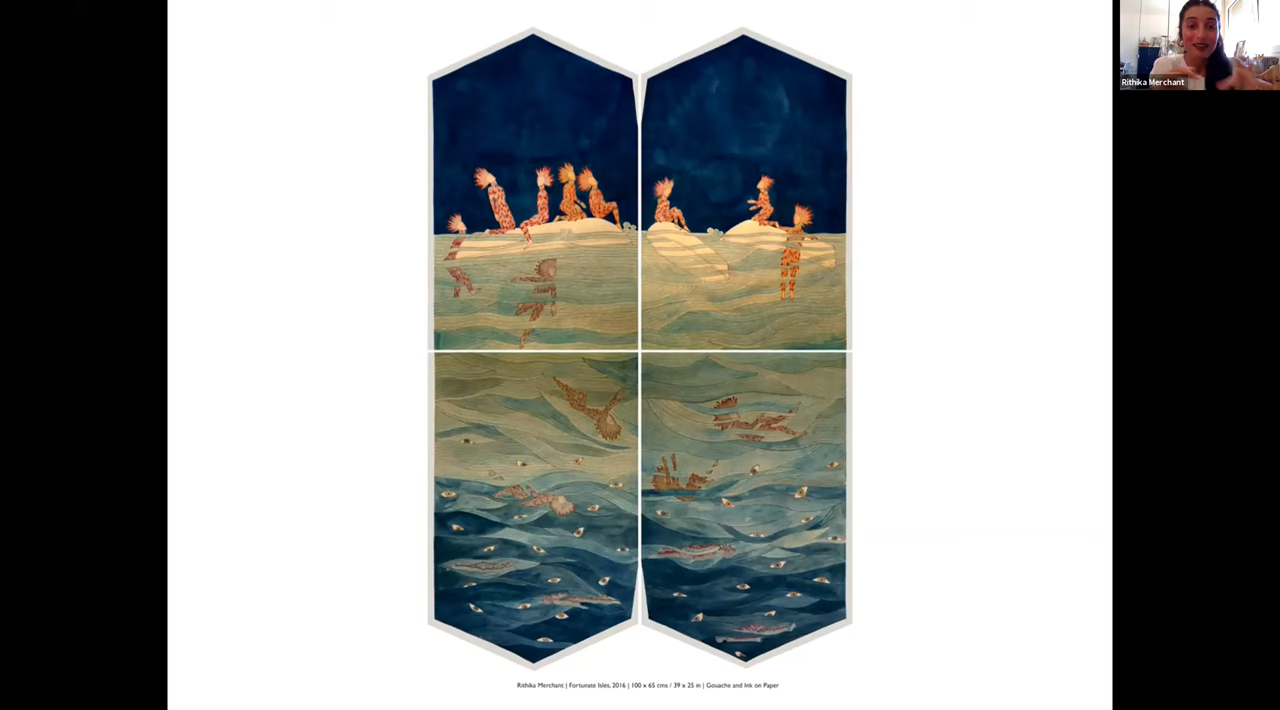 Rithika Merchant
Rithika Merchant | Fortunate Isles, 2016 | 100 x 65 cms / 39 x 25 in | Gouache and Ink on Paper